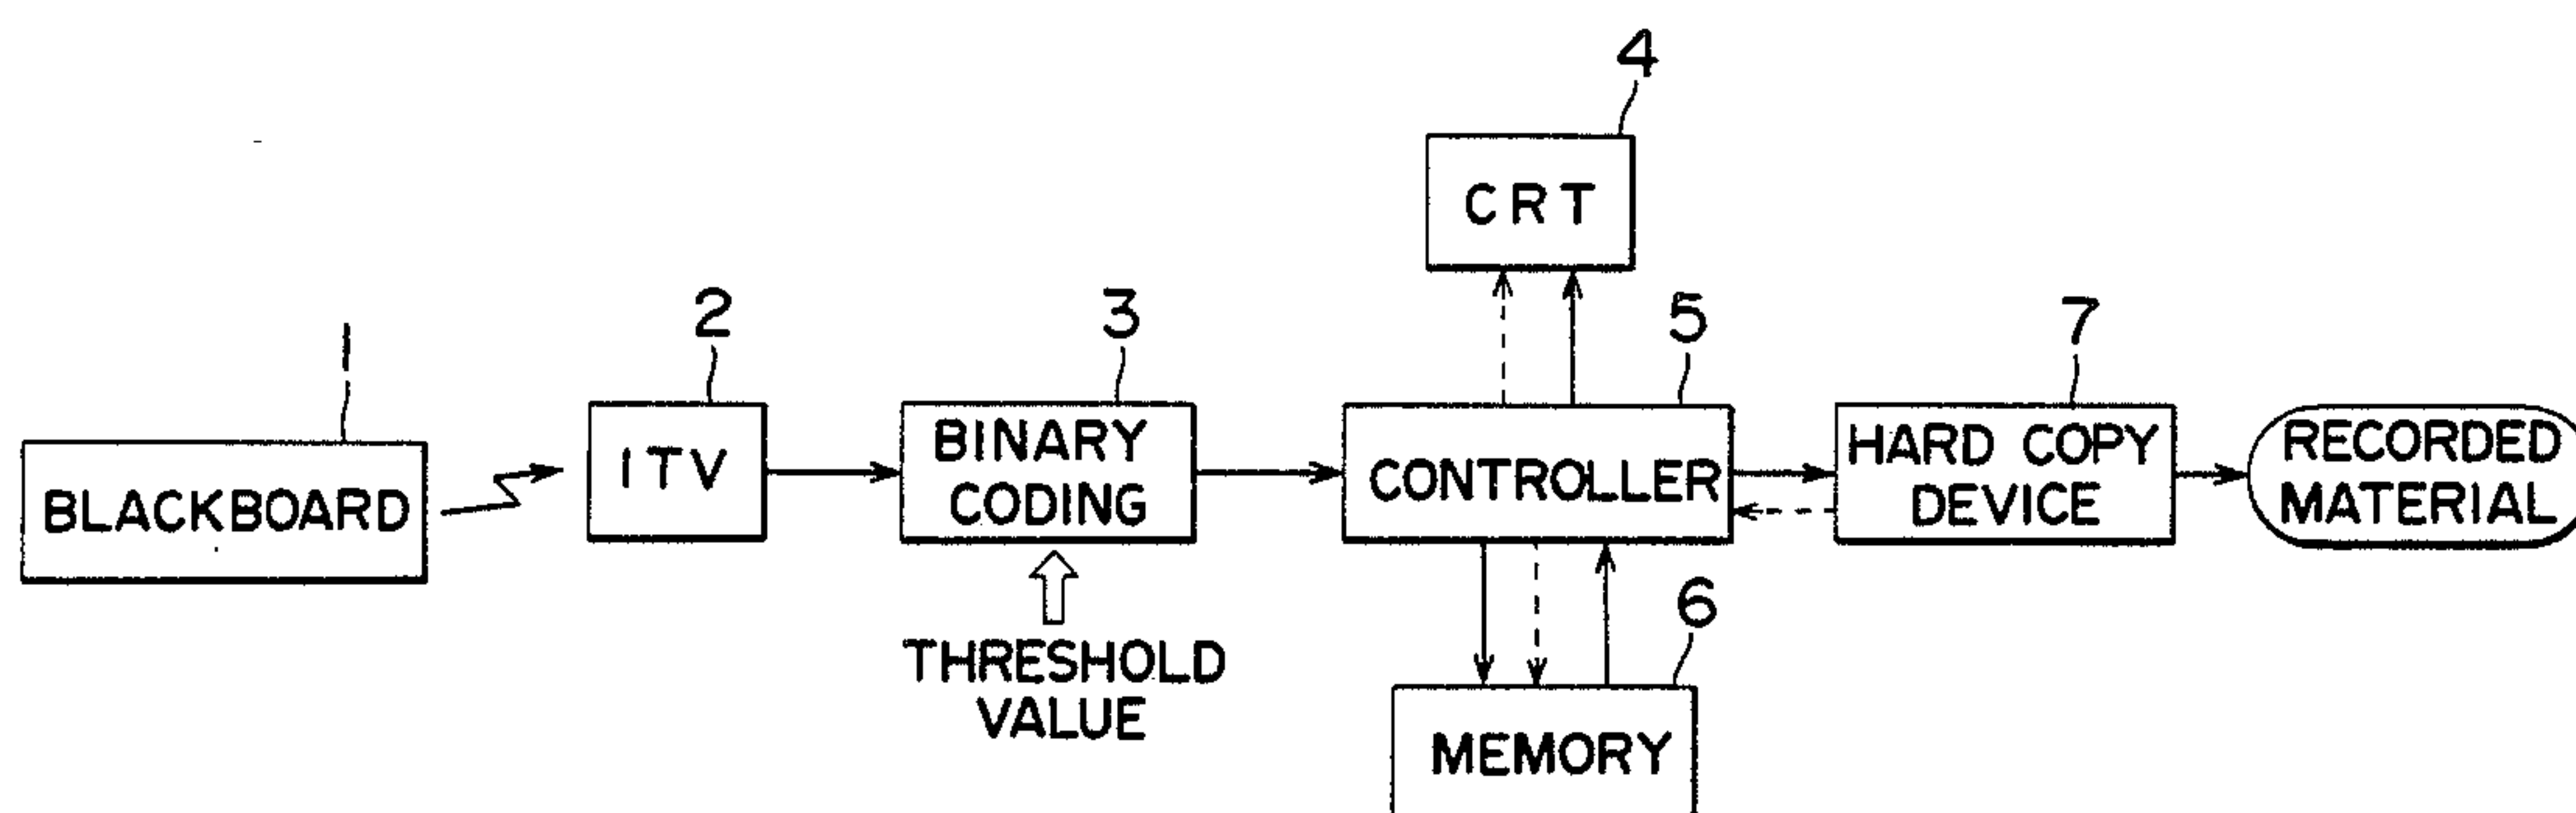 4
CRT
1
2
3
5
7
BLACKBOARD
ITV
BINARY
CODING
CONTROLLER
HARD COPY
DEVICE
RECORDED
MATERIAL
THRESHOLD
VALUE
6
MEMORY